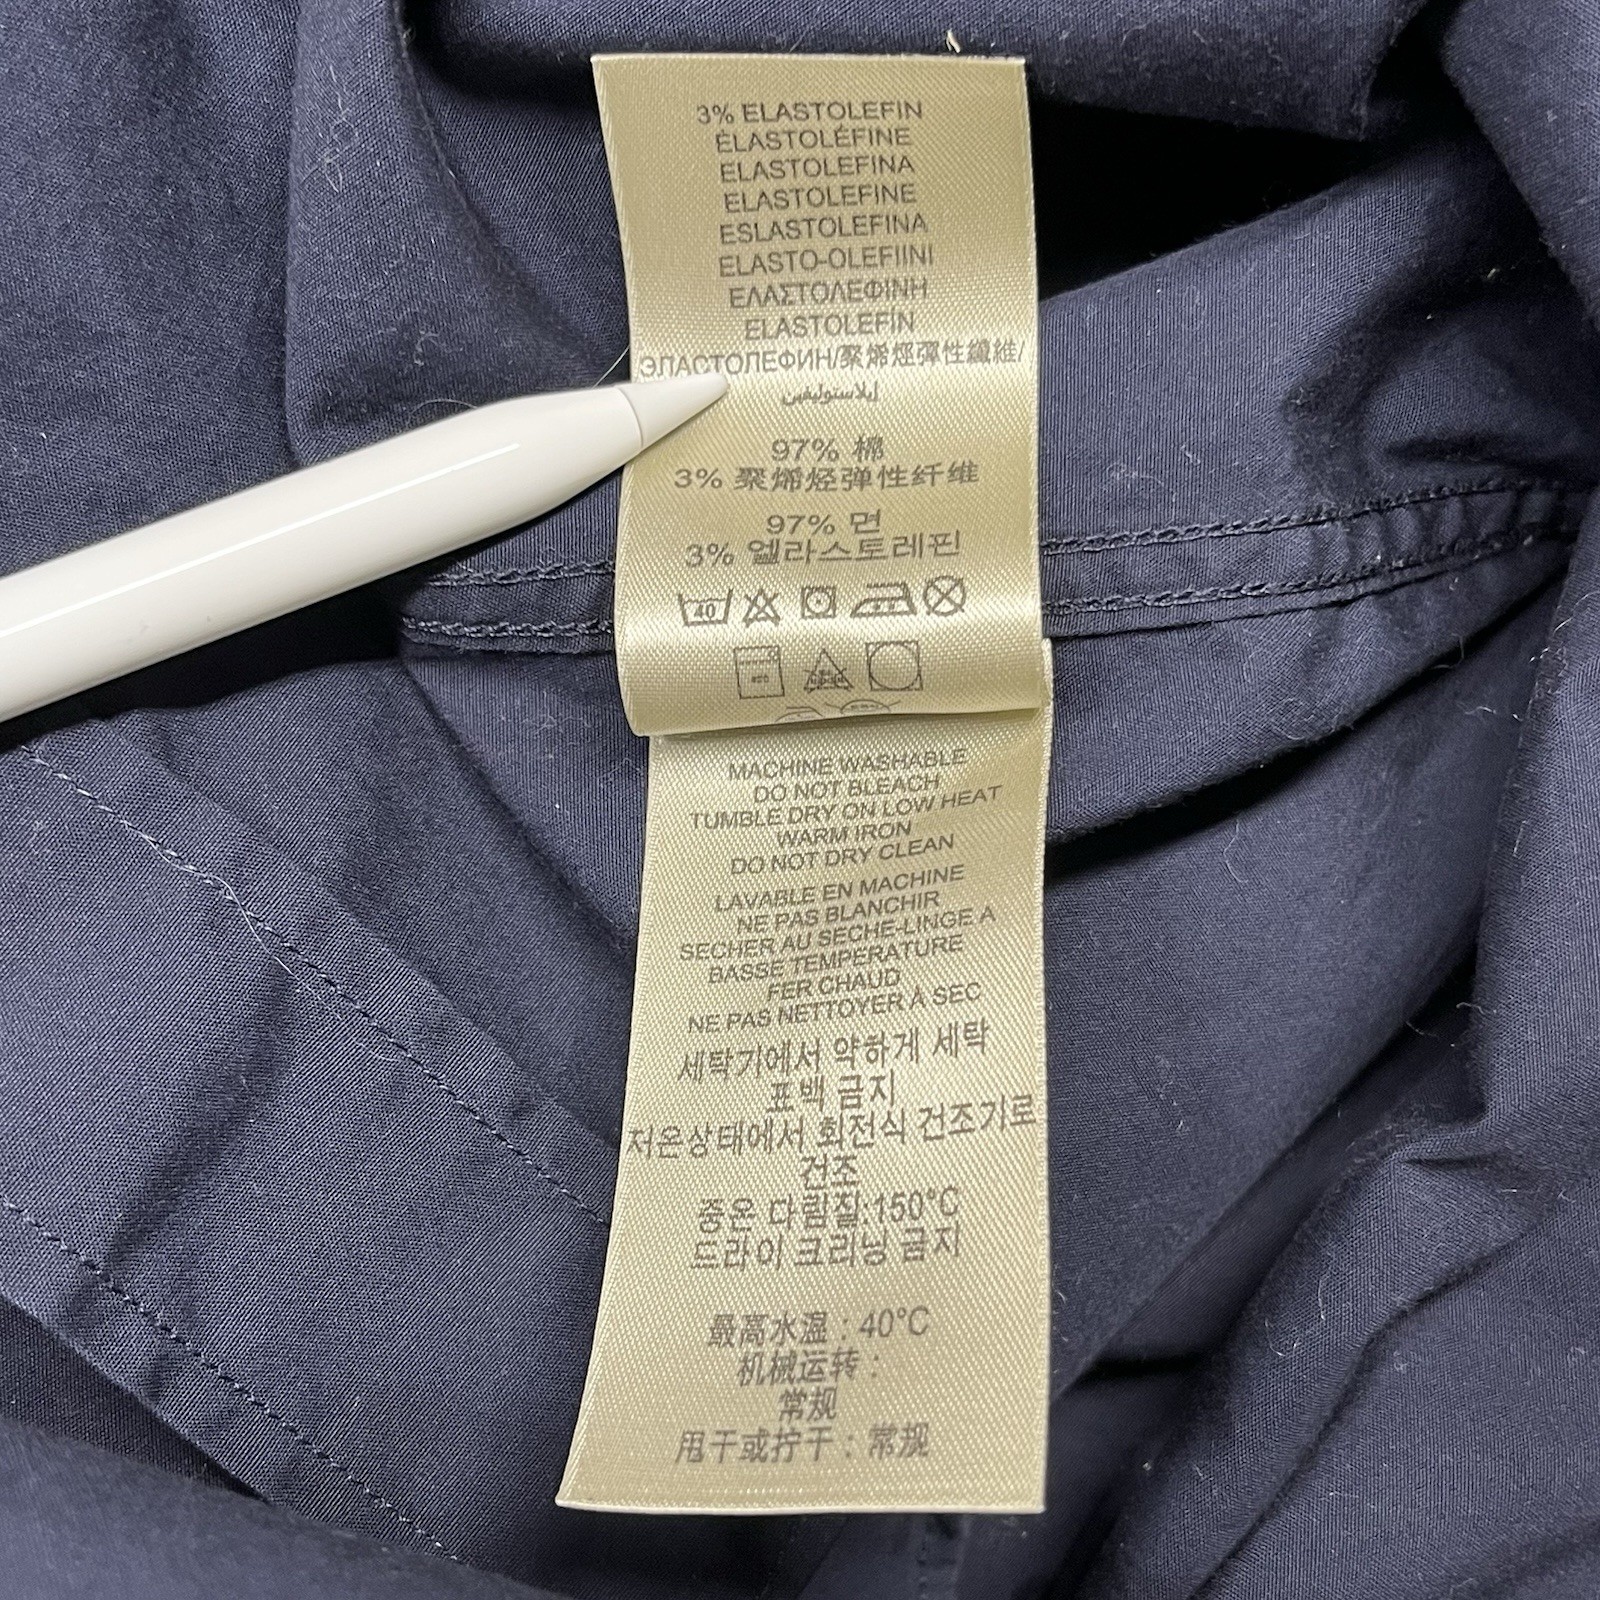 3% ELASTOLEFIN
ÉLASTOLÉFINE
ELASTOLEFINA
ELASTOLEFINE
ESLASTOLEFINA
ELASTO-OLEFIINI
ΕΛΑΣΤΟΛΕΦΙΝΗ
ELASTOLEFÍN
ЭЛАСТОЛЕФИН/聚烯烴彈性纖維/
إيلاستوليفين
97% 棉
3% 聚烯烃弹性纤维
97% 면
3% 엘라스토레핀
40
MACHINE WASHABLE
DO NOT BLEACH
TUMBLE DRY ON LOW HEAT
WARM IRON
DO NOT DRY CLEAN
LAVABLE EN MACHINE
NE PAS BLANCHIR
SECHER AU SECHE-LINGE A
BASSE TEMPERATURE
FER CHAUD
NE PAS NETTOYER A SEC
세탁기에서 약하게 세탁
표백 금지
저온상태에서 회전식 건조기로
건조
중온 다림질:150°C
드라이 크리닝 금지
最高水温 : 40°C
机械运转 :
常规
甩干或拧干 : 常规